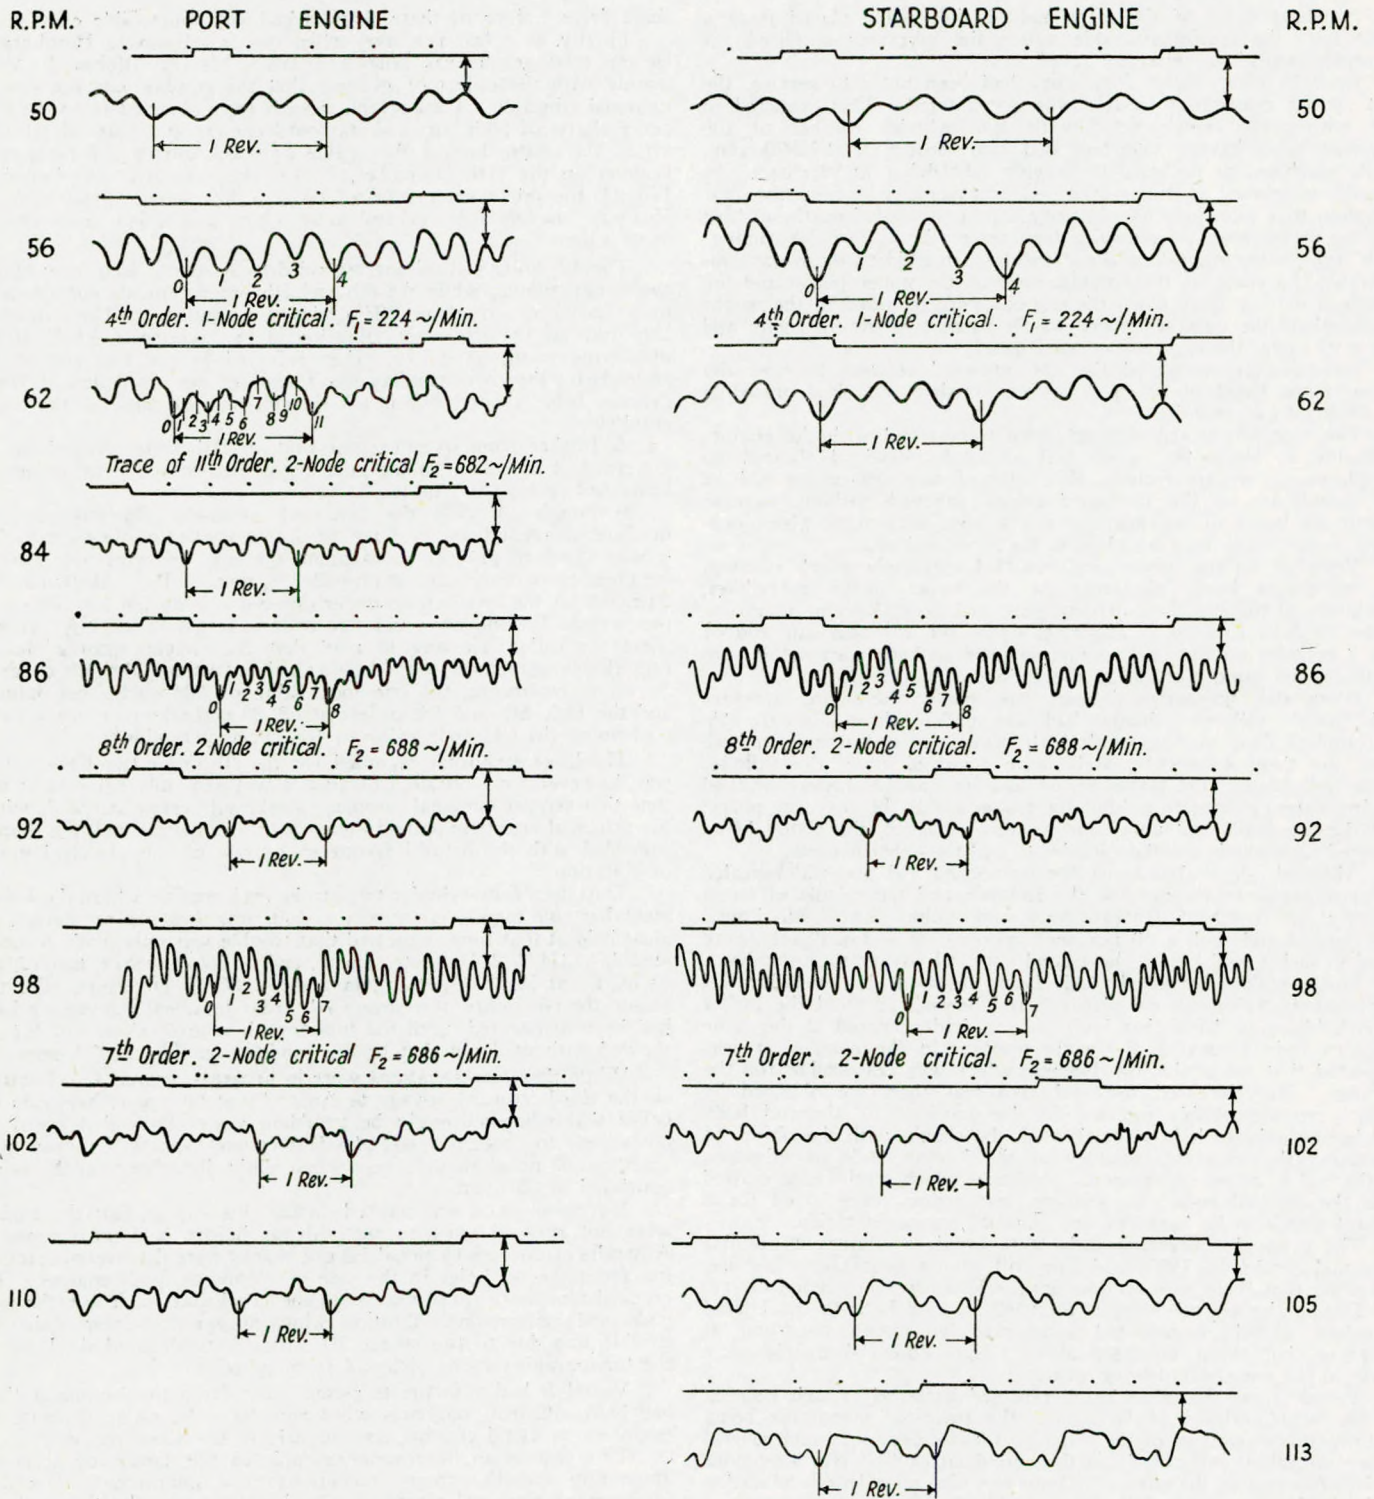 R.P.M. PORT ENGINE STARBOARD ENGINE R.P.M.
50 1 Rev. 1 Rev. 50
56 0 1 2 3 4 0 1 2 3 4 56
1 Rev. 1 Rev.
4th Order. 1-Node critical. F1 = 224 ~/Min. 4th Order. 1-Node critical. F1 = 224 ~/Min.
62 0 1 2 3 4 5 6 7 8 9 10 11 62
1 Rev. 1 Rev.
Trace of 11th Order. 2-Node critical F2 = 682 ~/Min.
84
1 Rev.
86 0 1 2 3 4 5 6 7 8 0 1 2 3 4 5 6 7 8 86
1 Rev. 1 Rev.
8th Order. 2 Node critical. F2 = 688 ~/Min. 8th Order. 2-Node critical. F2 = 688 ~/Min.
92 92
1 Rev. 1 Rev.
98 0 1 2 3 4 5 6 7 0 1 2 3 4 5 6 7 98
1 Rev. 1 Rev.
7th Order. 2-Node critical F2 = 686 ~/Min. 7th Order. 2-Node critical. F2 = 686 ~/Min.
102 102
1 Rev. 1 Rev.
110 105
1 Rev. 1 Rev.
113
1 Rev.